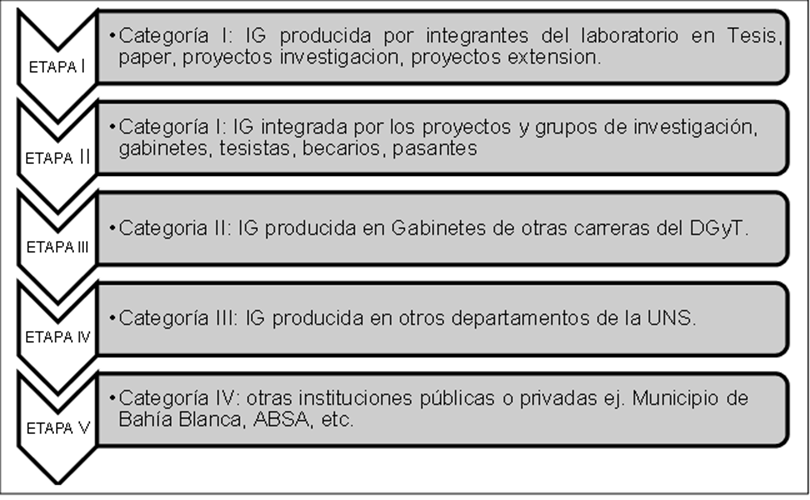 ETAPA I
•Categoría I: IG producida por integrantes del laboratorio en Tesis,
paper, proyectos investigacion, proyectos extension.
ETAPA II
•Categoría I: IG integrada por los proyectos y grupos de investigación,
gabinetes, tesistas, becarios, pasantes
ETAPA III
•Categoria II: IG producida en Gabinetes de otras carreras del DGyT.
ETAPA IV
•Categoría III: IG producida en otros departamentos de la UNS.
ETAPA V
•Categoría IV: otras instituciones públicas o privadas ej. Municipio de
Bahía Blanca, ABSA, etc.